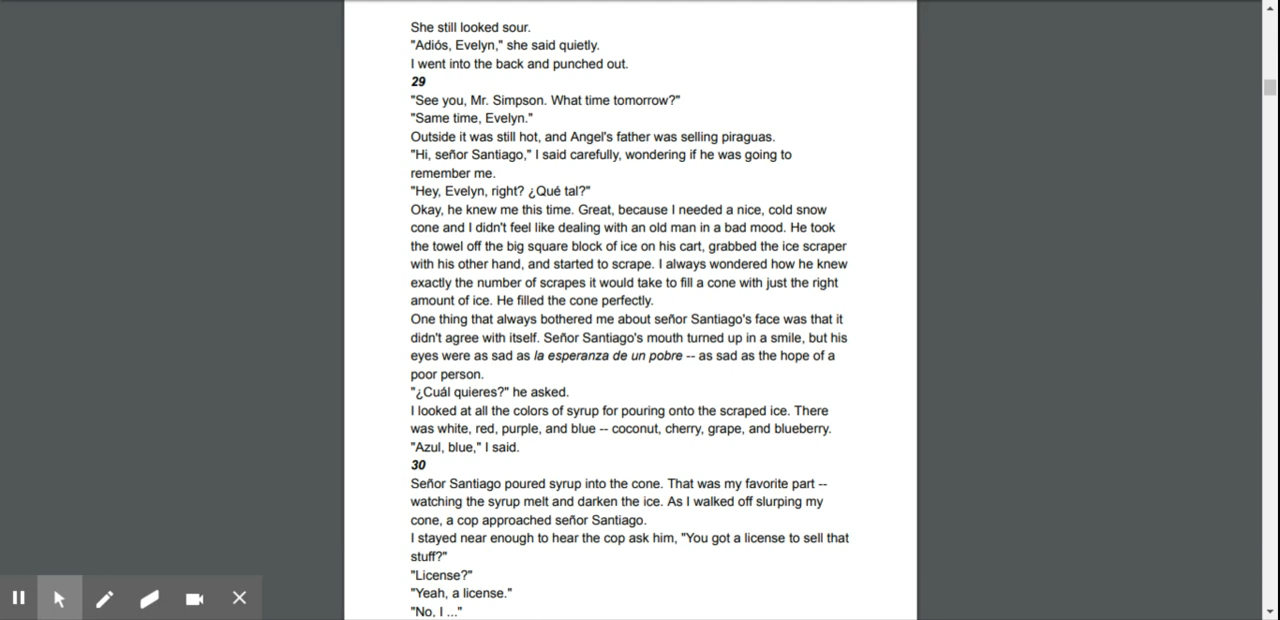 She still looked sour.
"Adiós, Evelyn," she said quietly.
I went into the back and punched out.
29
"See you, Mr. Simpson. What time tomorrow?"
"Same time, Evelyn."
Outside it was still hot, and Angel's father was selling piraguas.
"Hi, señor Santiago," I said carefully, wondering if he was going to
remember me.
"Hey, Evelyn, right? ¿Qué tal?"
Okay, he knew me this time. Great, because I needed a nice, cold snow
cone and I didn't feel like dealing with an old man in a bad mood. He took
the towel off the big square block of ice on his cart, grabbed the ice scraper
with his other hand, and started to scrape. I always wondered how he knew
exactly the number of scrapes it would take to fill a cone with just the right
amount of ice. He filled the cone perfectly.
One thing that always bothered me about señor Santiago's face was that it
didn't agree with itself. Señor Santiago's mouth turned up in a smile, but his
eyes were as sad as la esperanza de un pobre -- as sad as the hope of a
poor person.
"¿Cuál quieres?" he asked.
I looked at all the colors of syrup for pouring onto the scraped ice. There
was white, red, purple, and blue -- coconut, cherry, grape, and blueberry.
"Azul, blue," I said.
30
Señor Santiago poured syrup into the cone. That was my favorite part --
watching the syrup melt and darken the ice. As I walked off slurping my
cone, a cop approached señor Santiago.
I stayed near enough to hear the cop ask him, "You got a license to sell that
stuff?"
"License?"
"Yeah, a license."
"No, I ..."